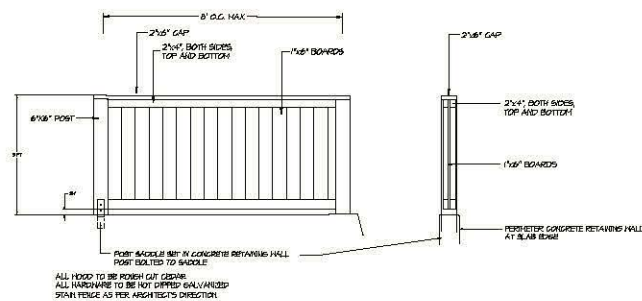 8' O.C. MAX.
2"x6" CAP
2"x4", BOTH SIDES,
TOP AND BOTTOM
1"x6" BOARDS
6"x6" POST
2"x6" CAP
2"x4", BOTH SIDES,
TOP AND BOTTOM
1"x6" BOARDS
PERIMETER CONCRETE RETAINING WALL
AT SLAB EDGE
POST SADDLE SET IN CONCRETE RETAINING WALL
POST BOLTED TO SADDLE
ALL WOOD TO BE ROUGH CUT CEDAR
ALL HARDWARE TO BE HOT DIPPED GALVANIZED
STAIN FENCE AS PER ARCHITECT'S DIRECTION